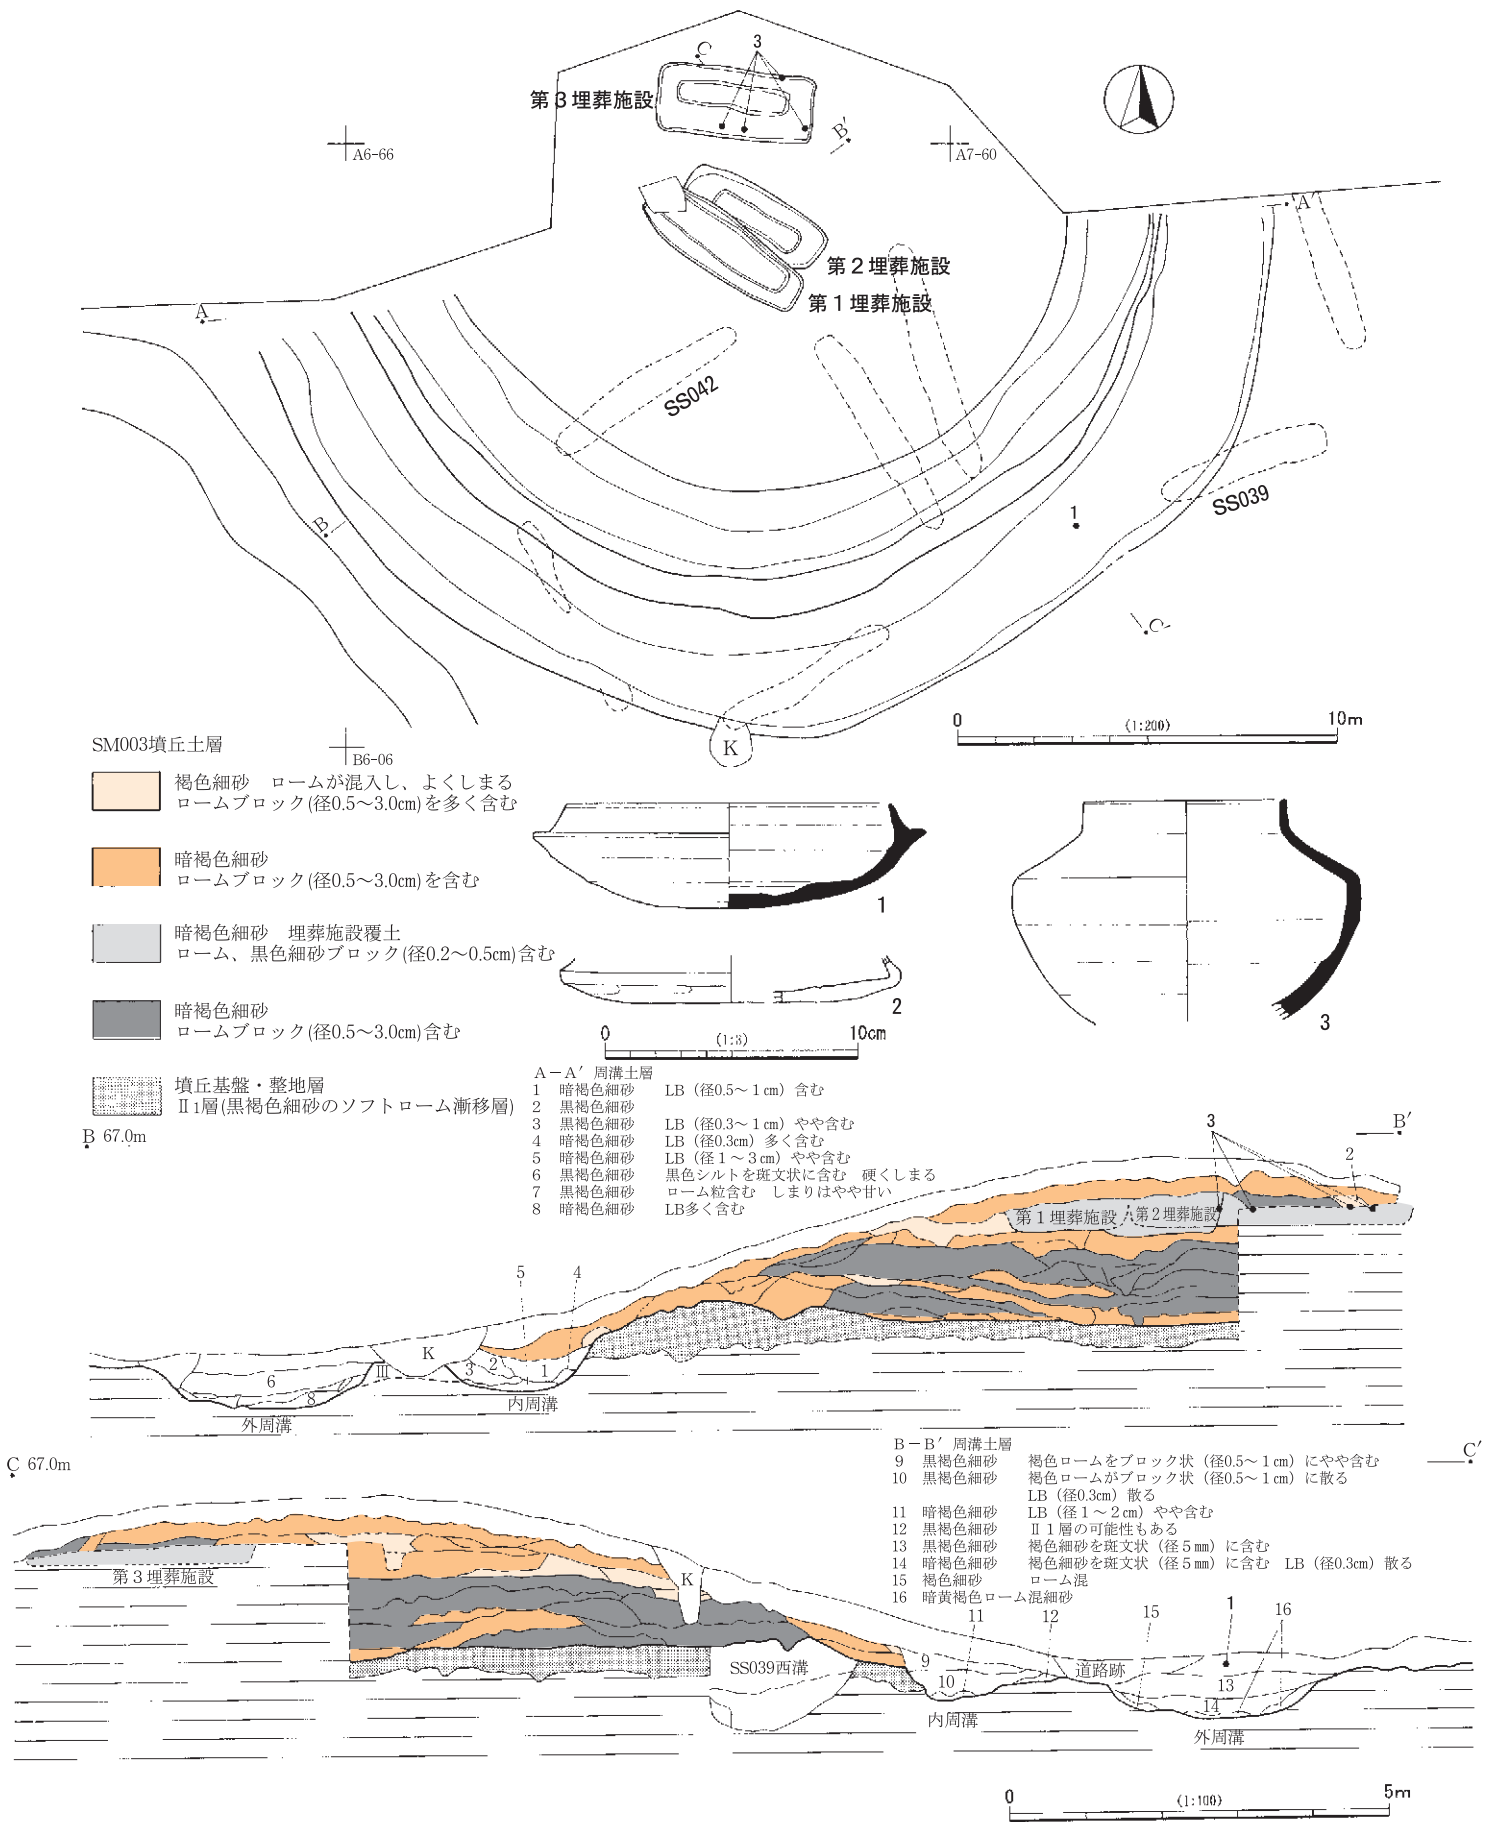 C
3
第３埋葬施設
B′
A6-66
A7-60
A′
第２埋葬施設
第１埋葬施設
A
SS042
SS039
1
B
C′
K
0 (1:200) 10m
B6-06
SM003墳丘土層
褐色細砂　ロームが混入し、よくしまる
ロームブロック(径0.5～3.0cm)を多く含む
暗褐色細砂
ロームブロック(径0.5～3.0cm)を含む
暗褐色細砂　埋葬施設覆土
ローム、黒色細砂ブロック(径0.2～0.5cm)含む
暗褐色細砂
ロームブロック(径0.5～3.0cm)含む
墳丘基盤・整地層
Ⅱ1層(黒褐色細砂のソフトローム漸移層)
1
2
3
0 (1:3) 10cm
A－A′ 周溝土層
1　暗褐色細砂　LB（径0.5～1㎝）含む
2　黒褐色細砂
3　黒褐色細砂　LB（径0.3～1㎝）やや含む
4　暗褐色細砂　LB（径0.3㎝）多く含む
5　暗褐色細砂　LB（径１～３㎝）やや含む
6　黒褐色細砂　黒色シルトを斑文状に含む　硬くしまる
7　黒褐色細砂　ローム粒含む　しまりはやや甘い
8　暗褐色細砂　LB多く含む
B 67.0m
B′
3
2
第１埋葬施設
第２埋葬施設
5
4
K
Ⅲ
3
2
1
6
7
8
内周溝
外周溝
B－B′ 周溝土層
9　黒褐色細砂　褐色ロームをブロック状（径0.5～１㎝）にやや含む
10　黒褐色細砂　褐色ロームがブロック状（径0.5～１㎝）に散る
LB（径0.3㎝）散る
11　暗褐色細砂　LB（径１～２㎝）やや含む
12　黒褐色細砂　Ⅱ１層の可能性もある
13　黒褐色細砂　褐色細砂を斑文状（径５㎜）に含む
14　暗褐色細砂　褐色細砂を斑文状（径５㎜）に含む　LB（径0.3㎝）散る
15　褐色細砂　ローム混
16　暗黄褐色ローム混細砂
C 67.0m
C′
第３埋葬施設
K
SS039西溝
9
10
11
12
道路跡
15
1
16
13
14
内周溝
外周溝
0 (1:100) 5m